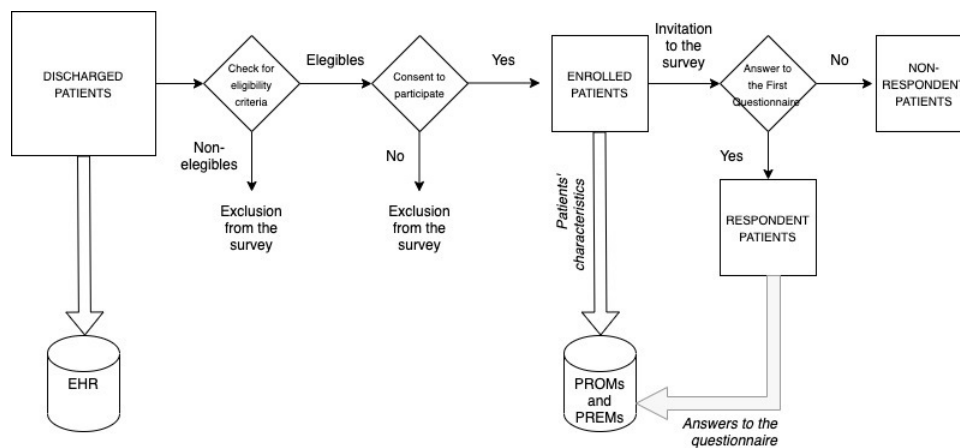 DISCHARGED
PATIENTS
Check for
eligibility
criteria
Elegibles
Consent to
participate
Yes
ENROLLED
PATIENTS
Invitation
to the
survey
Answer to
the First
Questionnaire
No
NON-
RESPONDENT
PATIENTS
Non-
elegibles
No
Yes
Exclusion
from the
survey
Exclusion
from the
survey
Patients'
characteristics
RESPONDENT
PATIENTS
EHR
PROMs
and
PREMs
Answers to the
questionnaire